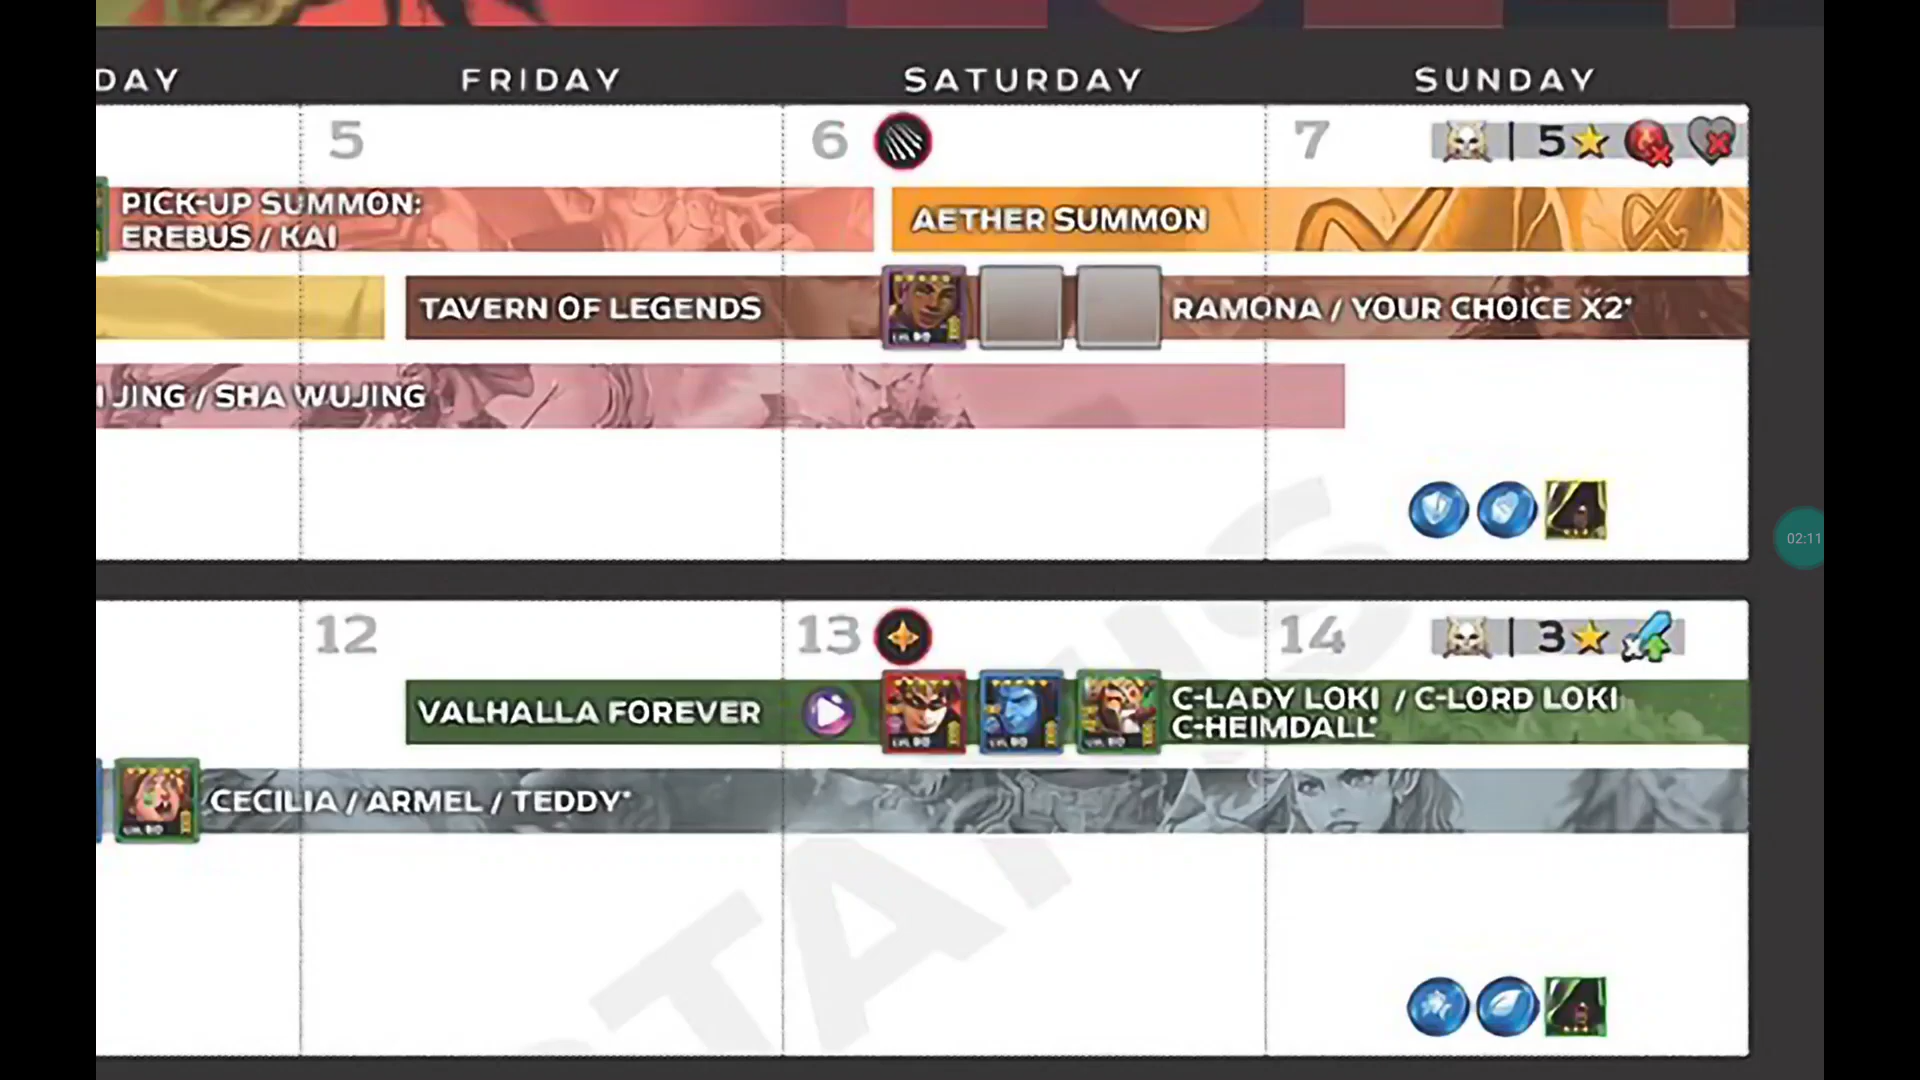 DAY FRIDAY SATURDAY SUNDAY
5 6 7 5
PICK-UP SUMMON:
EREBUS / KAI
AETHER SUMMON
TAVERN OF LEGENDS RAMONA / YOUR CHOICE X2*
I JING / SHA WUJING
02:11
12 13 14 3
VALHALLA FOREVER
C-LADY LOKI / C-LORD LOKI
C-HEIMDALL*
CECILIA / ARMEL / TEDDY*